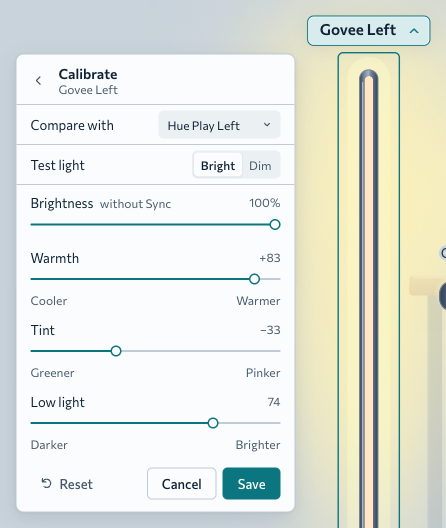 Govee Left
Calibrate
Govee Left
Compare with
Hue Play Left
Test light
Bright
Dim
Brightness without Sync
100%
Warmth
+83
Cooler
Warmer
Tint
−33
Greener
Pinker
Low light
74
Darker
Brighter
Reset
Cancel
Save